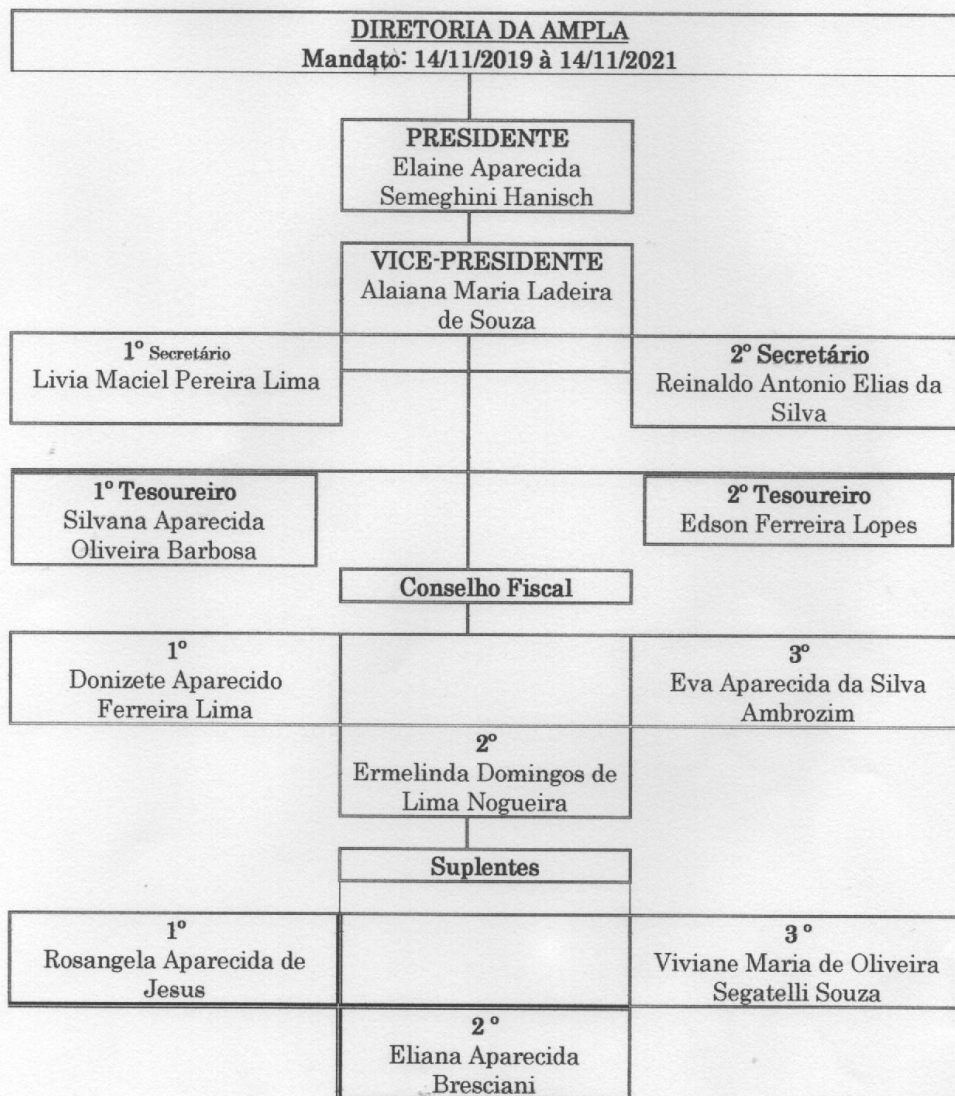 DIRETORIA DA AMPLA
Mandato: 14/11/2019 à 14/11/2021
PRESIDENTE
Elaine Aparecida
Semeghini Hanisch
VICE-PRESIDENTE
Alaiana Maria Ladeira
de Souza
1º Secretário
Livia Maciel Pereira Lima
2º Secretário
Reinaldo Antonio Elias da
Silva
1º Tesoureiro
Silvana Aparecida
Oliveira Barbosa
2º Tesoureiro
Edson Ferreira Lopes
Conselho Fiscal
1º
Donizete Aparecido
Ferreira Lima
3º
Eva Aparecida da Silva
Ambrozim
2º
Ermelinda Domingos de
Lima Nogueira
Suplentes
1º
Rosangela Aparecida de
Jesus
3 º
Viviane Maria de Oliveira
Segatelli Souza
2 º
Eliana Aparecida
Bresciani